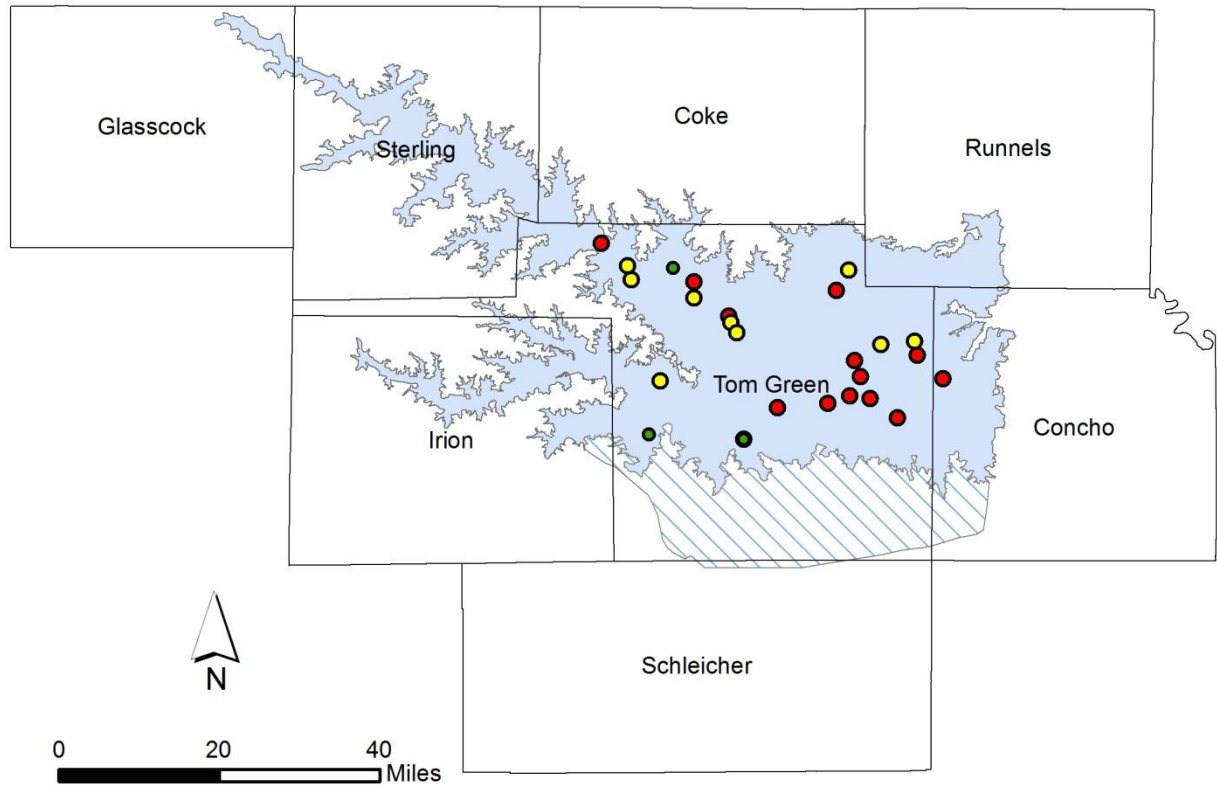 Glasscock
Sterling
Coke
Runnels
Tom Green
Irion
Concho
Schleicher
N
0 20 40
Miles